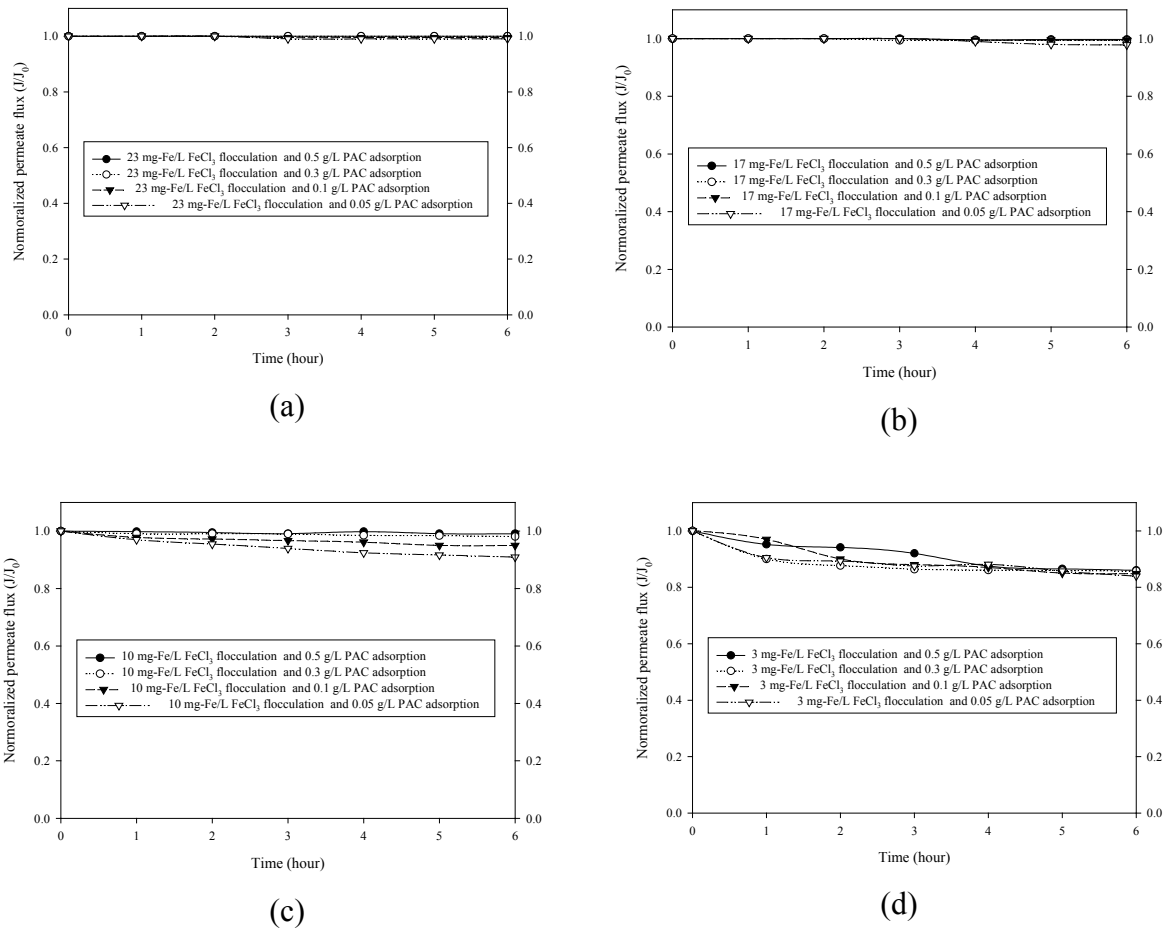 Normoralized permeate flux (J/J₀)
1.0 1.0
0.8 0.8
0.6 0.6
0.4 0.4
0.2 0.2
0.0 0.0
23 mg-Fe/L FeCl₃ flocculation and 0.5 g/L PAC adsorption
23 mg-Fe/L FeCl₃ flocculation and 0.3 g/L PAC adsorption
23 mg-Fe/L FeCl₃ flocculation and 0.1 g/L PAC adsorption
23 mg-Fe/L FeCl₃ flocculation and 0.05 g/L PAC adsorption
0 1 2 3 4 5 6
Time (hour)
(a)
Normoralized permeate flux (J/J₀)
1.0 1.0
0.8 0.8
0.6 0.6
0.4 0.4
0.2 0.2
0.0 0.0
17 mg-Fe/L FeCl₃ flocculation and 0.5 g/L PAC adsorption
17 mg-Fe/L FeCl₃ flocculation and 0.3 g/L PAC adsorption
17 mg-Fe/L FeCl₃ flocculation and 0.1 g/L PAC adsorption
17 mg-Fe/L FeCl₃ flocculation and 0.05 g/L PAC adsorption
0 1 2 3 4 5 6
Time (hour)
(b)
Normoralized permeate flux (J/J₀)
1.0 1.0
0.8 0.8
0.6 0.6
0.4 0.4
0.2 0.2
0.0 0.0
10 mg-Fe/L FeCl₃ flocculation and 0.5 g/L PAC adsorption
10 mg-Fe/L FeCl₃ flocculation and 0.3 g/L PAC adsorption
10 mg-Fe/L FeCl₃ flocculation and 0.1 g/L PAC adsorption
10 mg-Fe/L FeCl₃ flocculation and 0.05 g/L PAC adsorption
0 1 2 3 4 5 6
Time (hour)
(c)
Normoralized permeate flux (J/J₀)
1.0 1.0
0.8 0.8
0.6 0.6
0.4 0.4
0.2 0.2
0.0 0.0
3 mg-Fe/L FeCl₃ flocculation and 0.5 g/L PAC adsorption
3 mg-Fe/L FeCl₃ flocculation and 0.3 g/L PAC adsorption
3 mg-Fe/L FeCl₃ flocculation and 0.1 g/L PAC adsorption
3 mg-Fe/L FeCl₃ flocculation and 0.05 g/L PAC adsorption
0 1 2 3 4 5 6
Time (hour)
(d)